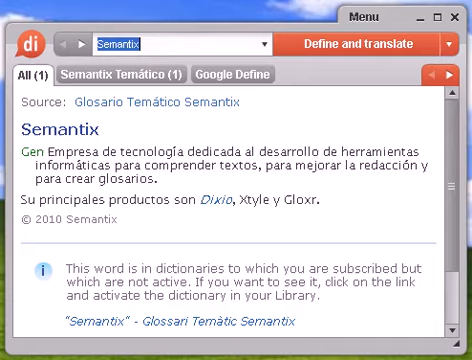 Menu
di
Semantix
Define and translate
All (1)
Semantix Temático (1)
Google Define
Source: Glosario Temático Semantix
Semantix
Gen Empresa de tecnología dedicada al desarrollo de herramientas
informáticas para comprender textos, para mejorar la redacción y
para crear glosarios.
Su principales productos son Dixio, Xtyle y Gloxr.
© 2010 Semantix
i
This word is in dictionaries to which you are subscribed but
which are not active. If you want to see it, click on the link
and activate the dictionary in your Library.
"Semantix" - Glossari Temàtic Semantix